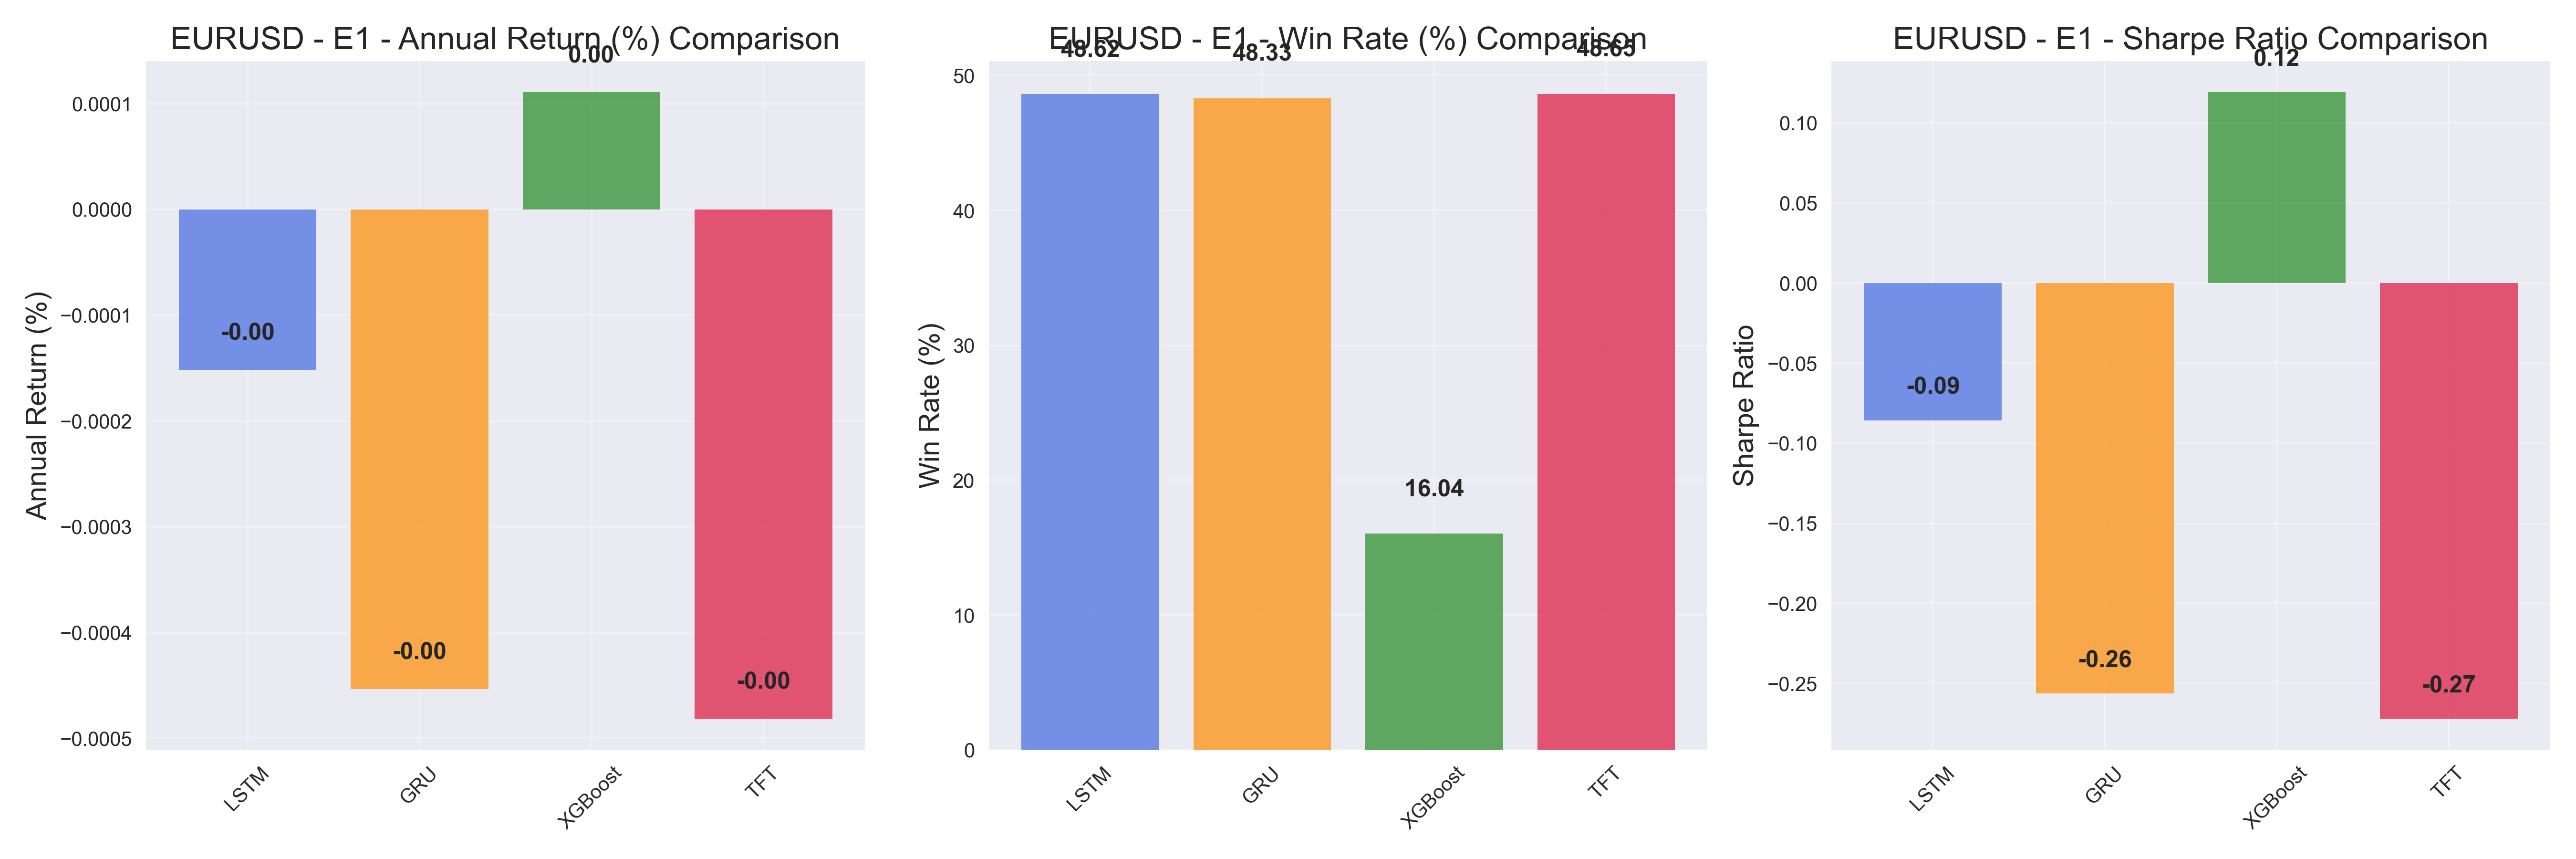 EURUSD - E1 - Annual Return (%) Comparison
0.00
0.0001
0.0000
−0.0001
−0.0002
−0.0003
−0.0004
−0.0005
Annual Return (%)
-0.00
-0.00
-0.00
LSTM
GRU
XGBoost
TFT
EURUSD - E1 - Win Rate (%) Comparison
48.62
48.33
48.65
50
40
30
20
10
0
Win Rate (%)
16.04
LSTM
GRU
XGBoost
TFT
EURUSD - E1 - Sharpe Ratio Comparison
0.12
0.10
0.05
0.00
−0.05
−0.10
−0.15
−0.20
−0.25
Sharpe Ratio
-0.09
-0.26
-0.27
LSTM
GRU
XGBoost
TFT